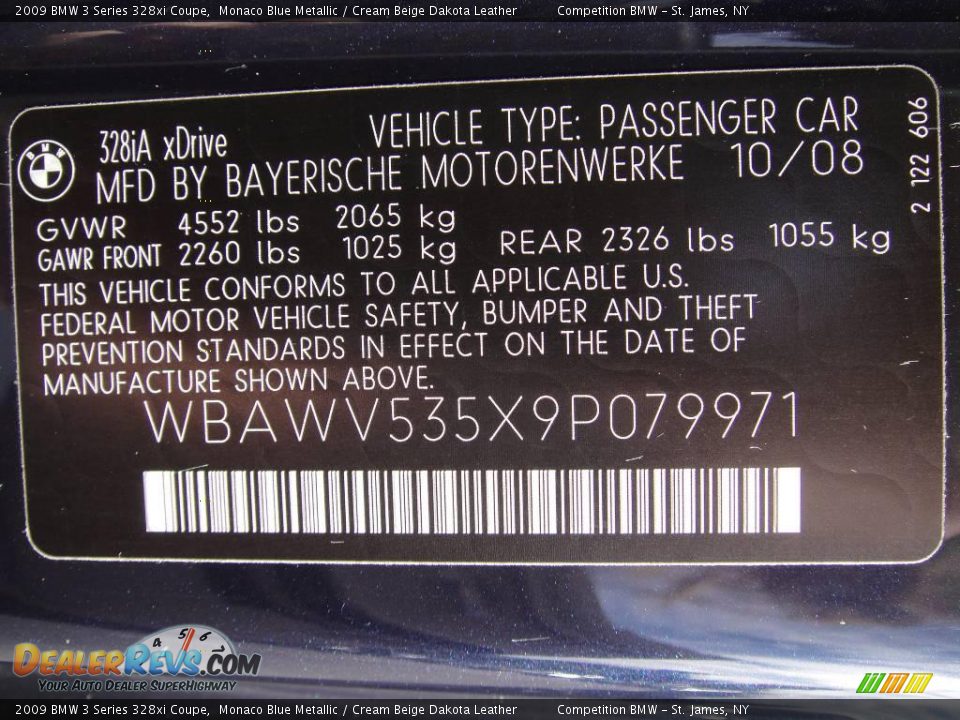 2009 BMW 3 Series 328xi Coupe,  Monaco Blue Metallic / Cream Beige Dakota Leather    Competition BMW - St. James, NY
BMW
328iA xDrive    VEHICLE TYPE: PASSENGER CAR
MFD BY BAYERISCHE MOTORENWERKE    10/08
2 122 606
GVWR    4552 lbs    2065 kg
GAWR FRONT    2260 lbs    1025 kg    REAR 2326 lbs    1055 kg
THIS VEHICLE CONFORMS TO ALL APPLICABLE U.S.
FEDERAL MOTOR VEHICLE SAFETY, BUMPER AND THEFT
PREVENTION STANDARDS IN EFFECT ON THE DATE OF
MANUFACTURE SHOWN ABOVE.
WBAWV535X9P079971
4 5 6
DEALERREVS.COM
YOUR AUTO DEALER SUPERHIGHWAY
2009 BMW 3 Series 328xi Coupe,  Monaco Blue Metallic / Cream Beige Dakota Leather    Competition BMW - St. James, NY